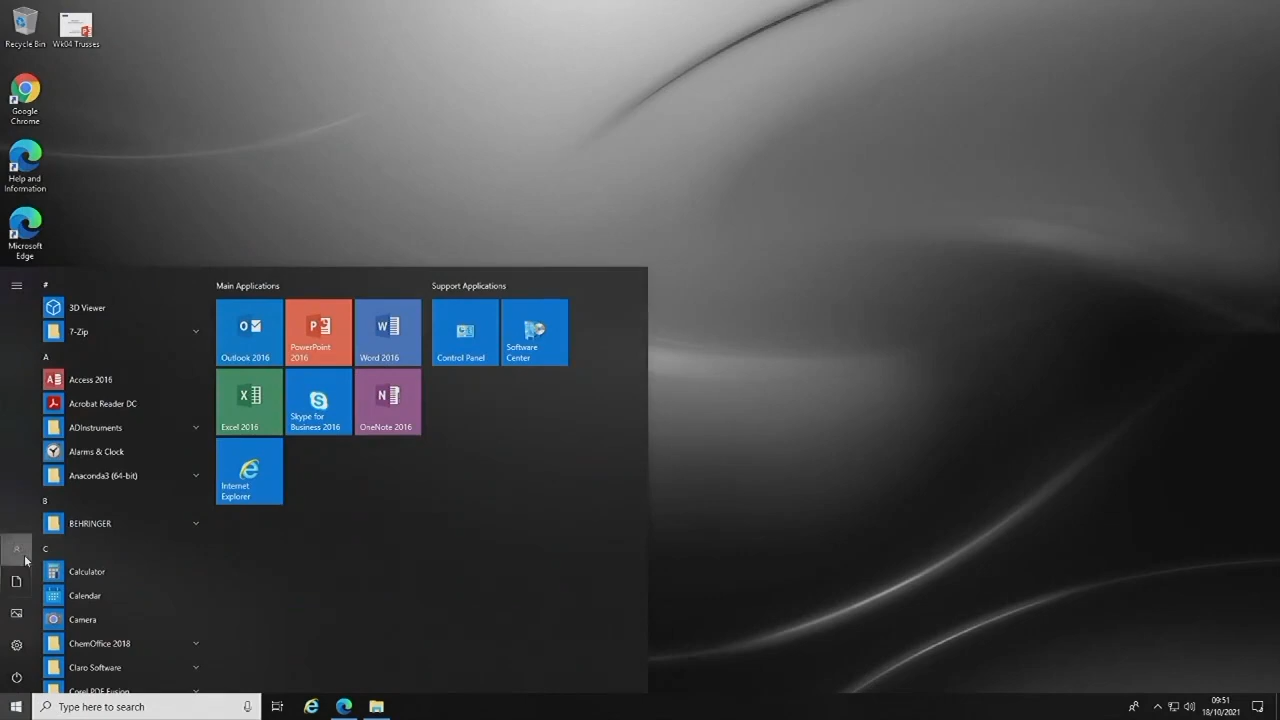 Recycle Bin
Wk04 Trusses
Google
Chrome
Help and
Information
Microsoft
Edge
#
3D Viewer
7-Zip
A
Access 2016
Acrobat Reader DC
ADInstruments
Alarms & Clock
Anaconda3 (64-bit)
B
BEHRINGER
C
Calculator
Calendar
Camera
ChemOffice 2018
Claro Software
Corel PDF Fusion
Main Applications
Outlook 2016
PowerPoint
2016
Word 2016
Excel 2016
Skype for
Business 2016
OneNote 2016
Internet
Explorer
Support Applications
Control Panel
Software
Center
Type here to search
09:51
18/10/2021